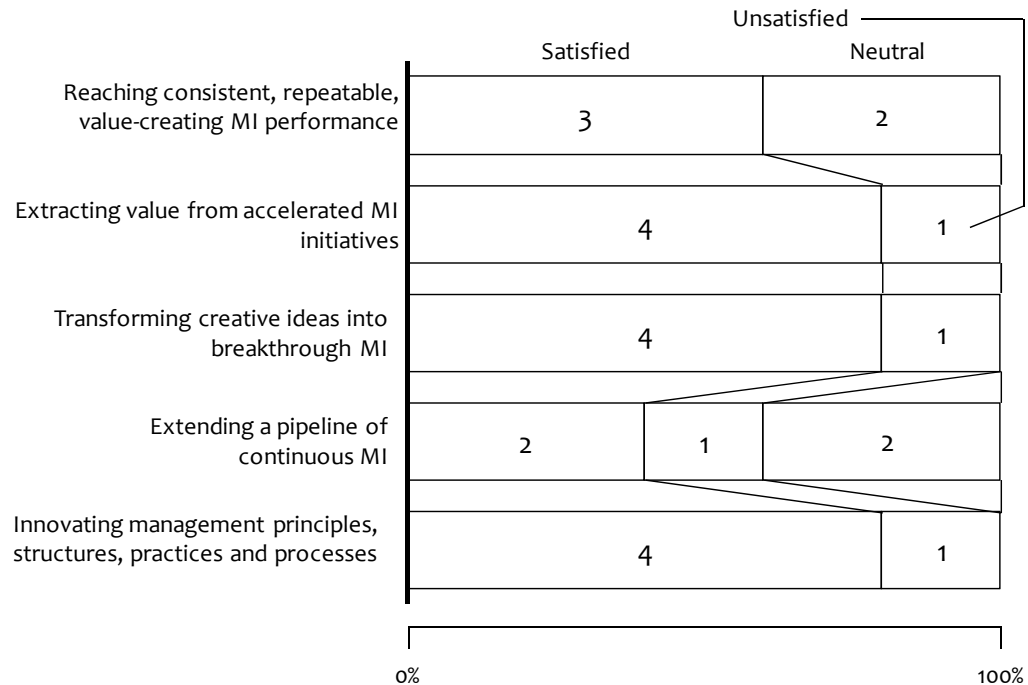 Unsatisfied
Satisfied
Neutral
Reaching consistent, repeatable,
value-creating MI performance
3
2
Extracting value from accelerated MI
initiatives
4
1
Transforming creative ideas into
breakthrough MI
4
1
Extending a pipeline of
continuous MI
2
1
2
Innovating management principles,
structures, practices and processes
4
1
0%
100%